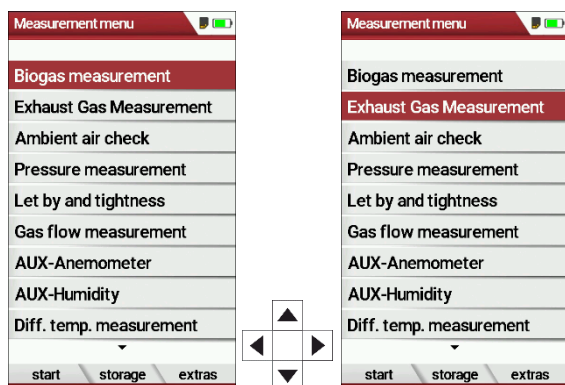 Measurement menu
Biogas measurement
Exhaust Gas Measurement
Ambient air check
Pressure measurement
Let by and tightness
Gas flow measurement
AUX-Anemometer
AUX-Humidity
Diff. temp. measurement
start storage extras
Measurement menu
Biogas measurement
Exhaust Gas Measurement
Ambient air check
Pressure measurement
Let by and tightness
Gas flow measurement
AUX-Anemometer
AUX-Humidity
Diff. temp. measurement
start storage extras